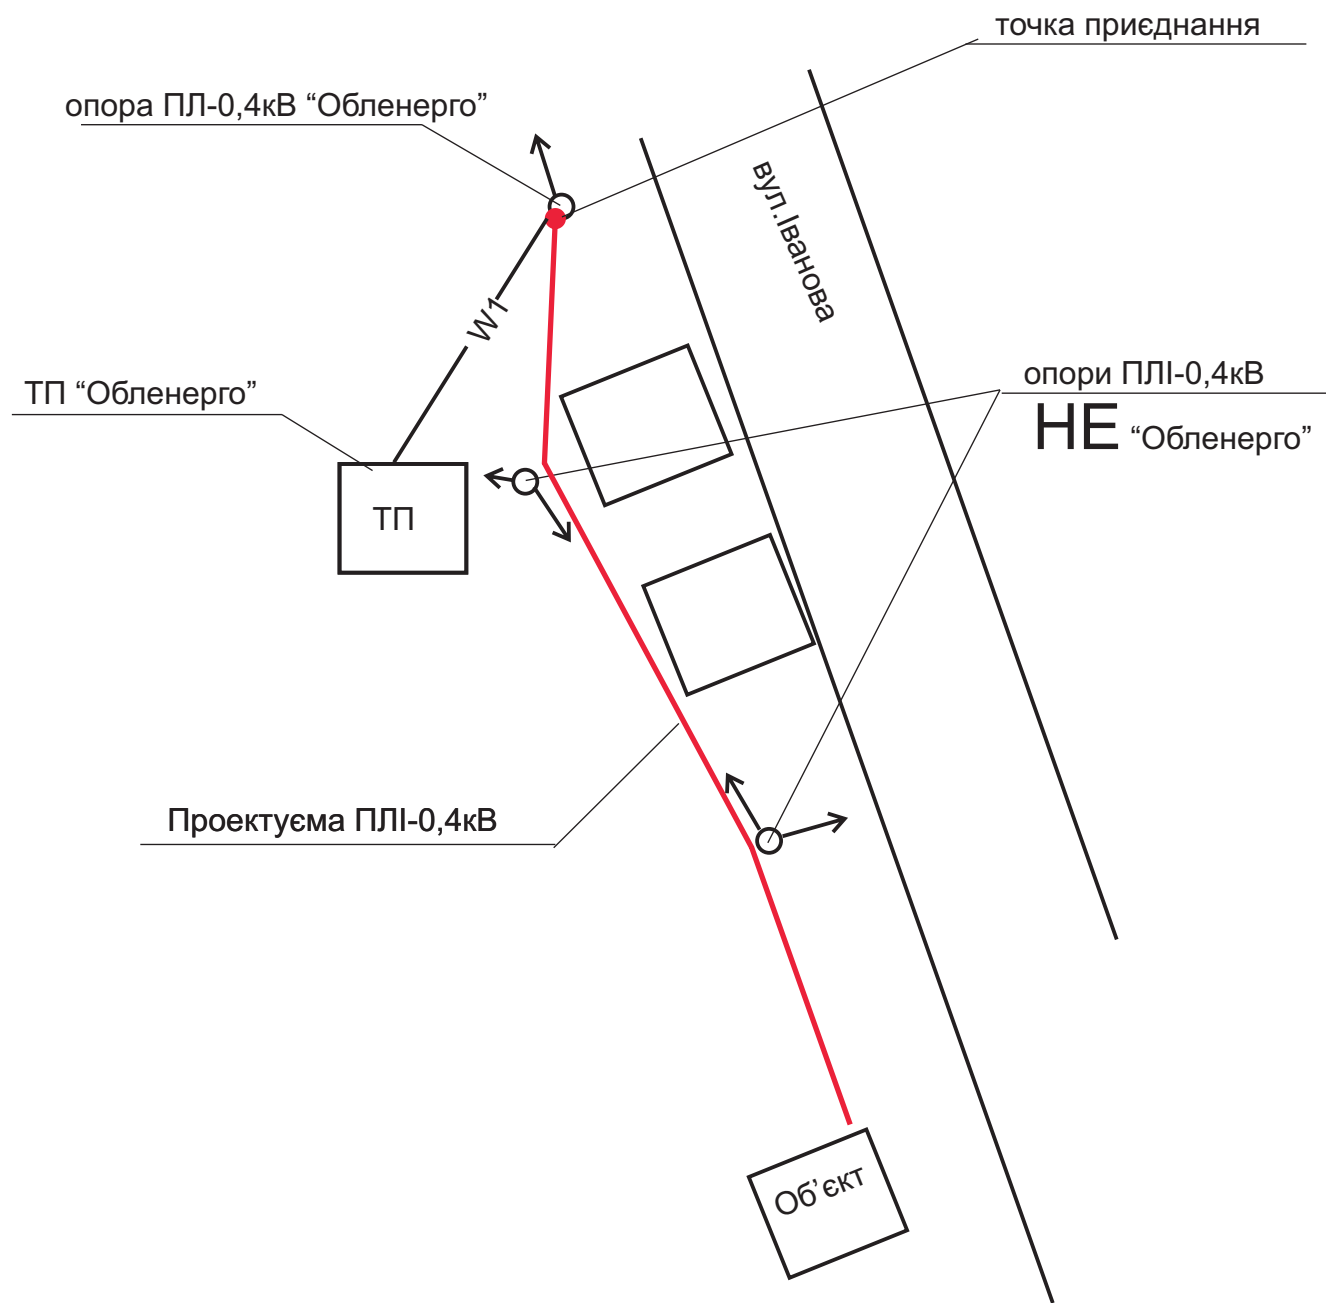 точка приєднання
опора ПЛ-0,4кВ “Обленерго”
вул.Іванова
W1
ТП “Обленерго”
опори ПЛІ-0,4кВ
НЕ “Обленерго”
ТП
Проектуєма ПЛІ-0,4кВ
Об’єкт